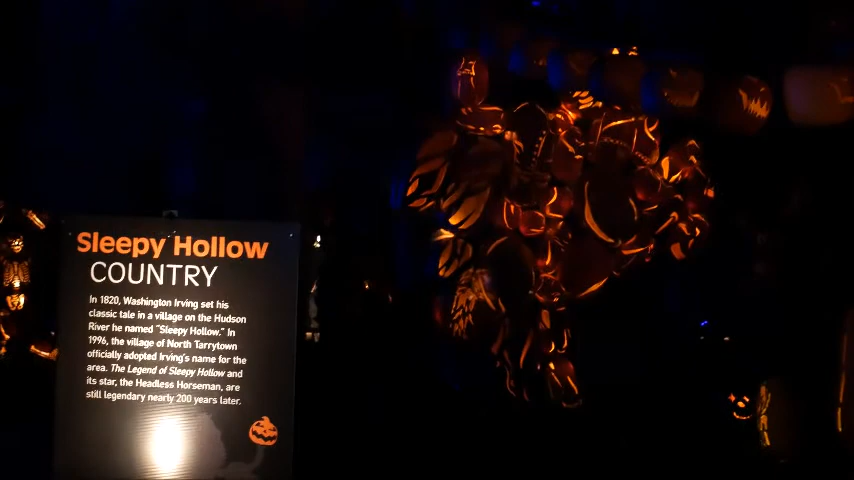 Sleepy Hollow
COUNTRY
In 1820, Washington Irving set his
classic tale in a village on the Hudson
River he named "Sleepy Hollow." In
1996, the village of North Tarrytown
officially adopted Irving's name for the
area. The Legend of Sleepy Hollow and
its star, the Headless Horseman, are
still legendary nearly 200 years later.